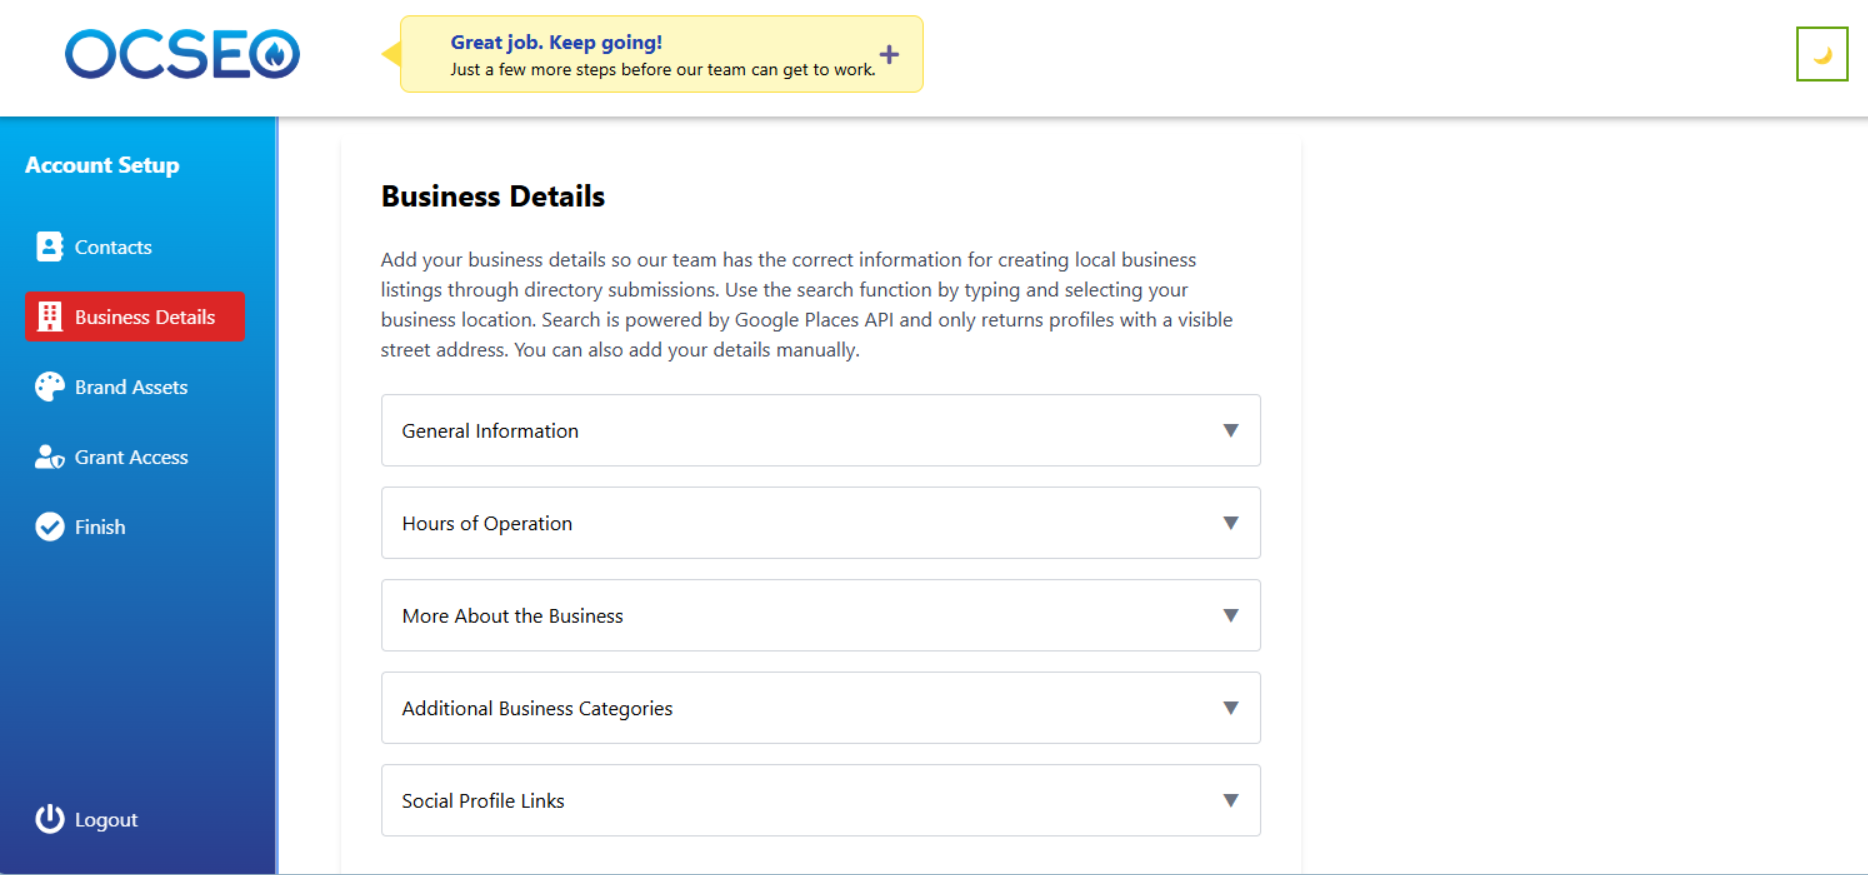 OCSEO
Great job. Keep going!
Just a few more steps before our team can get to work.
Account Setup
Contacts
Business Details
Brand Assets
Grant Access
Finish
Logout
Business Details
Add your business details so our team has the correct information for creating local business
listings through directory submissions. Use the search function by typing and selecting your
business location. Search is powered by Google Places API and only returns profiles with a visible
street address. You can also add your details manually.
General Information
Hours of Operation
More About the Business
Additional Business Categories
Social Profile Links